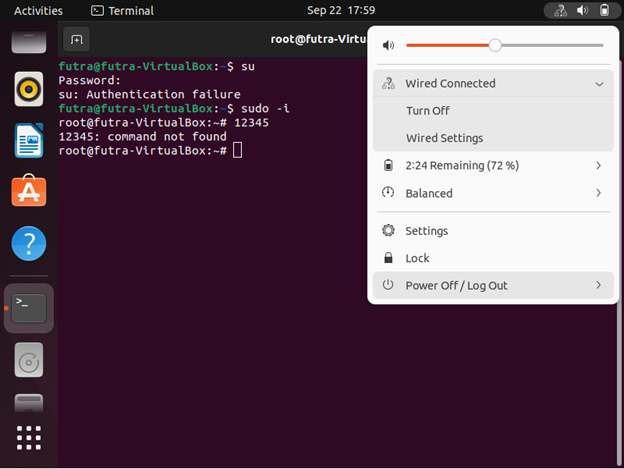 Activities Terminal Sep 22 17:59
root@futra-Virtu
futra@futra-VirtualBox:~$ su
Password:
su: Authentication failure
futra@futra-VirtualBox:~$ sudo -i
root@futra-VirtualBox:~# 12345
12345: command not found
root@futra-VirtualBox:~#
Wired Connected
Turn Off
Wired Settings
2:24 Remaining (72 %)
Balanced
Settings
Lock
Power Off / Log Out